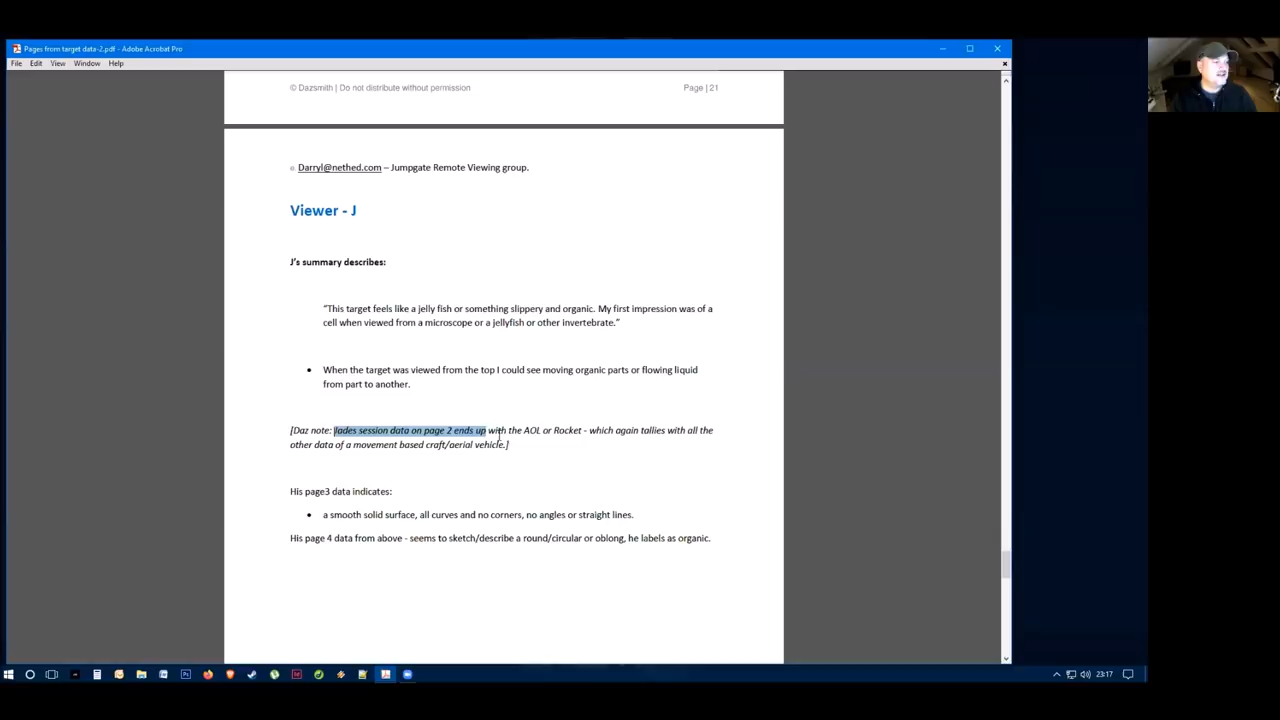 Pages from target data-2.pdf - Adobe Acrobat Pro
File Edit View Window Help
© Dazsmith | Do not distribute without permission Page | 21
Darryl@nethed.com – Jumpgate Remote Viewing group.
Viewer - J
J's summary describes:
"This target feels like a jelly fish or something slippery and organic. My first impression was of a
cell when viewed from a microscope or a jellyfish or other invertebrate."
• When the target was viewed from the top I could see moving organic parts or flowing liquid
from part to another.
[Daz note: Jades session data on page 2 ends up with the AOL or Rocket - which again tallies with all the
other data of a movement based craft/aerial vehicle.]
His page3 data indicates:
• a smooth solid surface, all curves and no corners, no angles or straight lines.
His page 4 data from above - seems to sketch/describe a round/circular or oblong, he labels as organic.
23:17